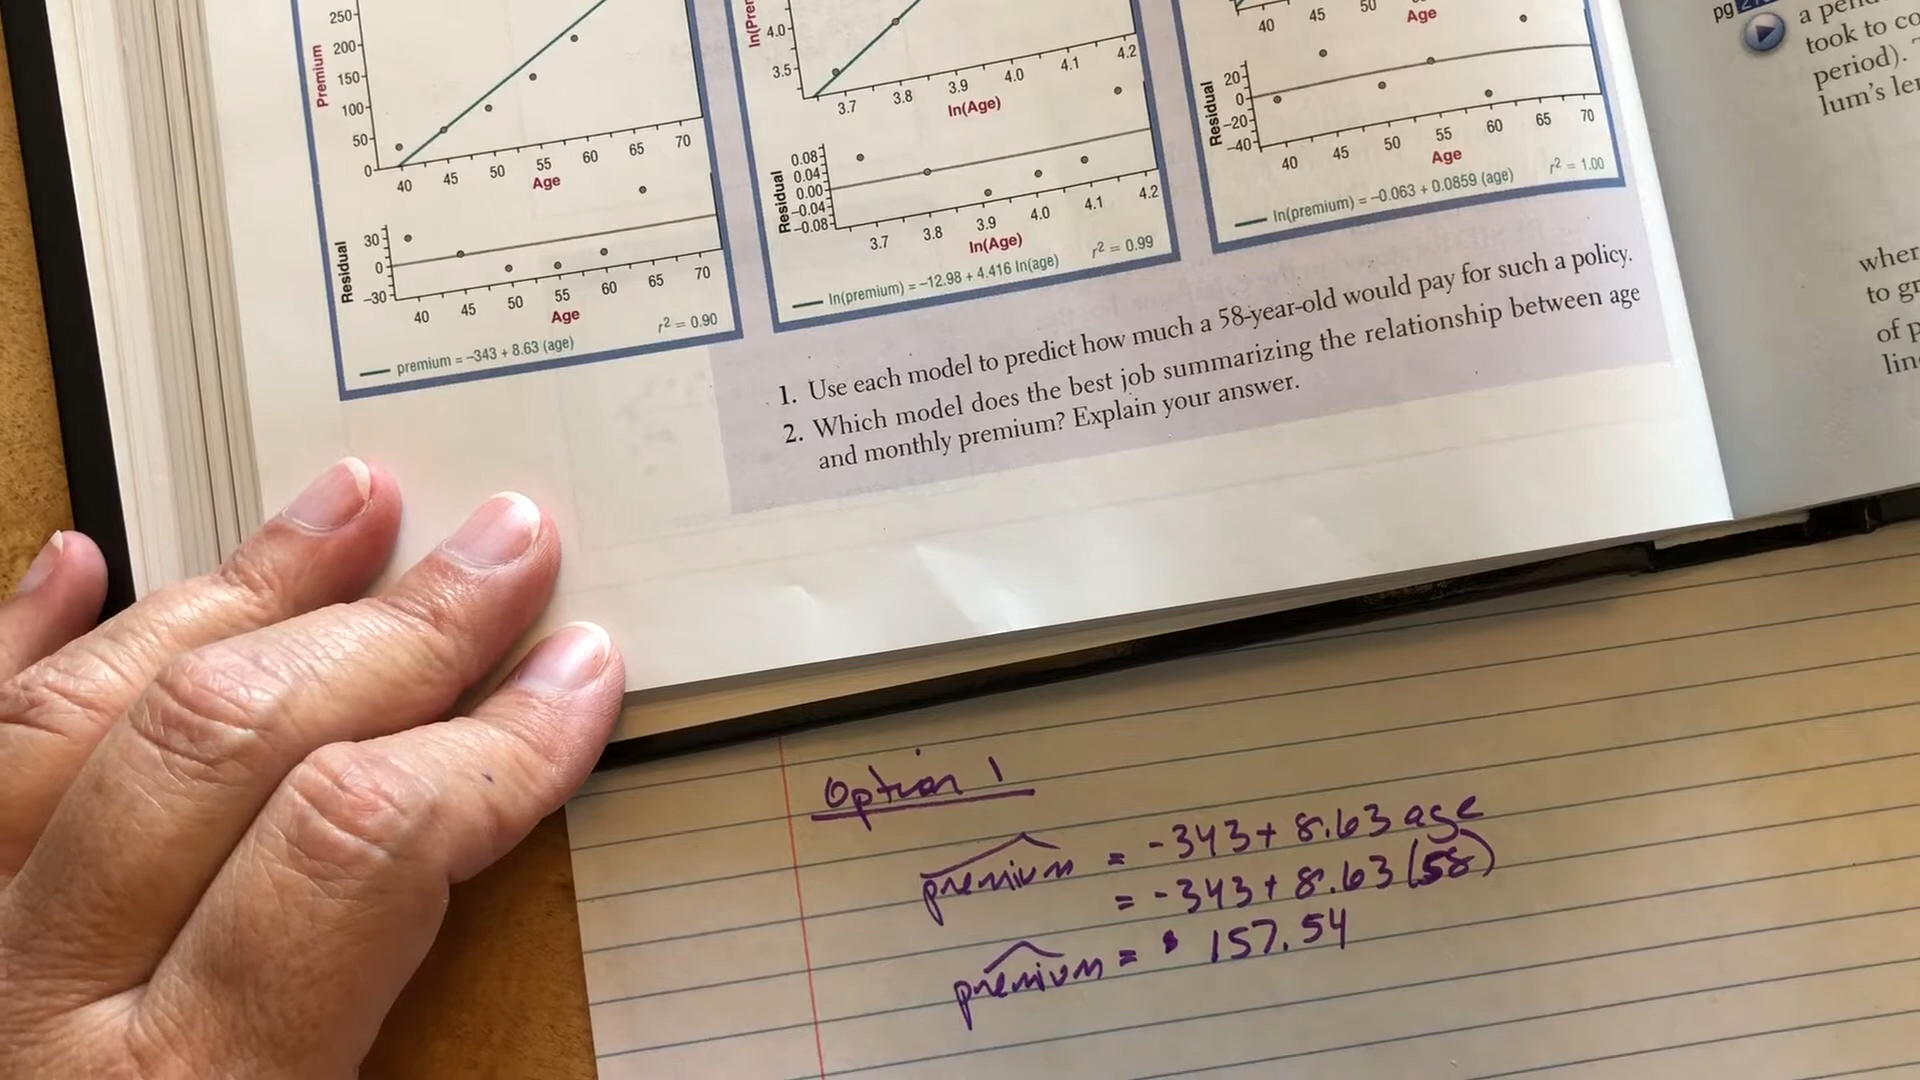 250
200
150
100
50
0
Premium
40 45 50 55 60 65 70
Age
30
0
-30
Residual
40 45 50 55 60 65 70
Age
r² = 0.90
premium = –343 + 8.63 (age)
4.0
3.5
3.7 3.8 3.9 4.0 4.1 4.2
ln(Age)
0.08
0.04
0.00
-0.04
-0.08
Residual
3.7 3.8 3.9 4.0 4.1 4.2
ln(Age)
r² = 0.99
ln(premium) = –12.98 + 4.416 ln(age)
40 45 50
Age
20
0
-20
-40
Residual
40 45 50 55 60 65 70
Age
r² = 1.00
ln(premium) = –0.063 + 0.0859 (age)
1. Use each model to predict how much a 58-year-old would pay for such a policy.
2. Which model does the best job summarizing the relationship between age
and monthly premium? Explain your answer.
pg
took to
period).
lum's
to
of
Option 1
premium = -343 + 8.63 age
= -343 + 8.63 (58)
premium = $ 157.54